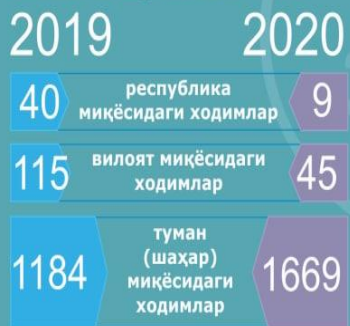 2019 2020
40 республика 9
миқёсидаги ходимлар
115 вилоят миқёсидаги 45
ходимлар
туман
(шаҳар)
1184 миқёсидаги 1669
ходимлар